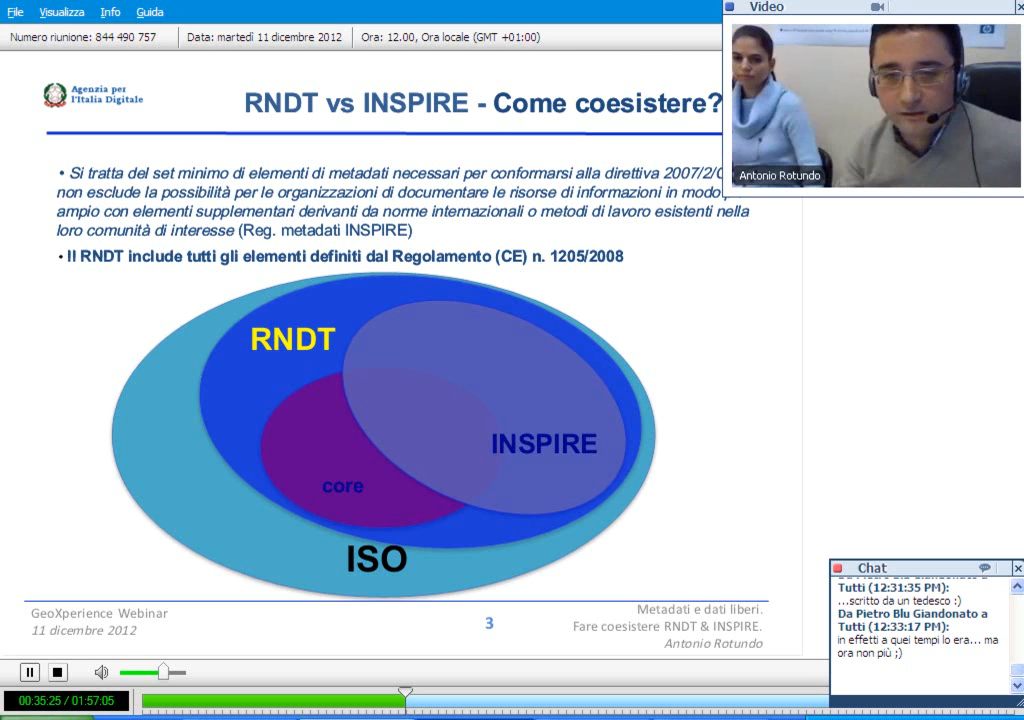 File Visualizza Info Guida
Video
Numero riunione: 844 490 757 Data: martedì 11 dicembre 2012 Ora: 12.00, Ora locale (GMT +01:00)
Agenzia per
l'Italia Digitale
RNDT vs INSPIRE - Come coesistere?
Antonio Rotundo
• Si tratta del set minimo di elementi di metadati necessari per conformarsi alla direttiva 2007/2/
non esclude la possibilità per le organizzazioni di documentare le risorse di informazioni in modo
ampio con elementi supplementari derivanti da norme internazionali o metodi di lavoro esistenti nella
loro comunità di interesse (Reg. metadati INSPIRE)
• Il RNDT include tutti gli elementi definiti dal Regolamento (CE) n. 1205/2008
RNDT
INSPIRE
core
ISO
GeoXperience Webinar
11 dicembre 2012
3
Metadati e dati liberi.
Fare coesistere RNDT & INSPIRE.
Antonio Rotundo
Chat
Da Pietro Blu Giandonato a
Tutti (12:31:35 PM):
...scritto da un tedesco :)
Da Pietro Blu Giandonato a
Tutti (12:33:17 PM):
in effetti a quei tempi lo era... ma
ora non più ;)
00:35:25 / 01:57:05